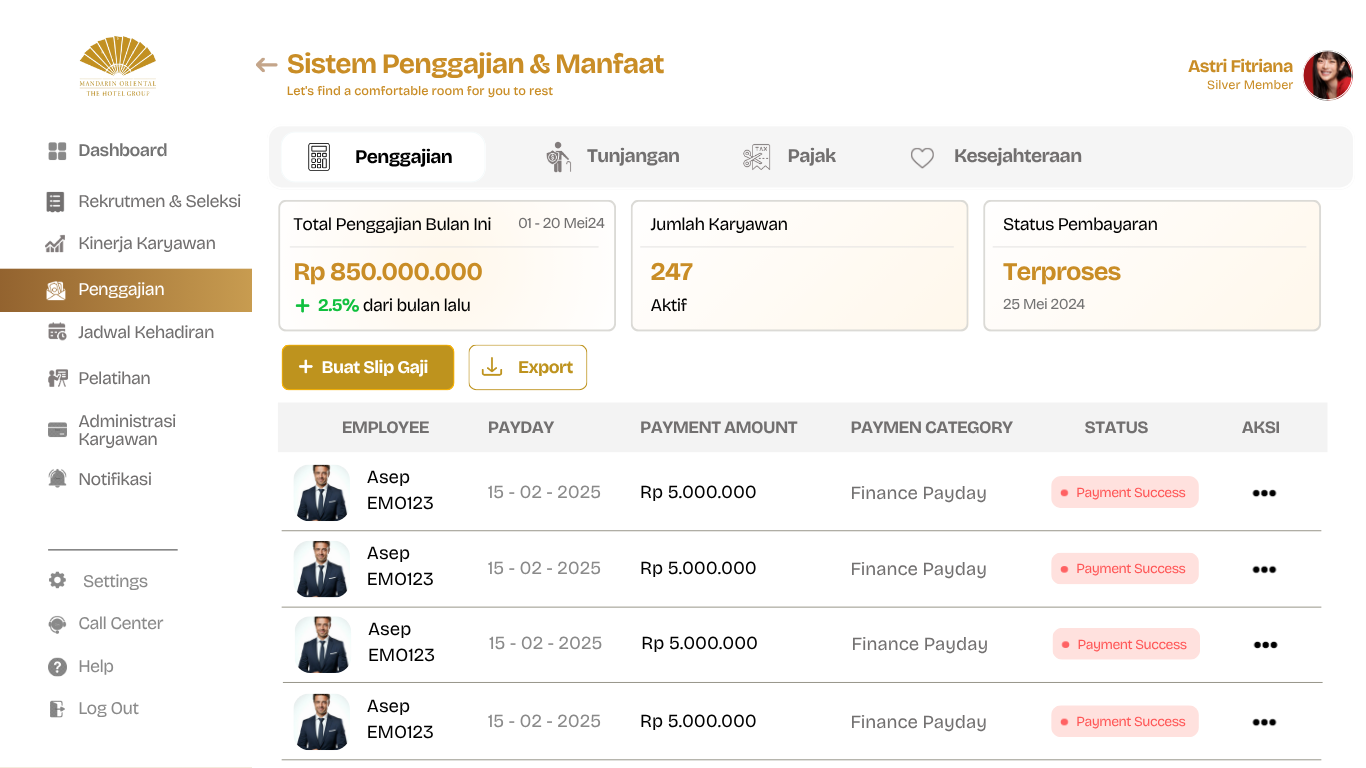 MANDARIN ORIENTAL
THE HOTEL GROUP
Sistem Penggajian & Manfaat
Let's find a comfortable room for you to rest
Astri Fitriana
Silver Member
Dashboard
Rekrutmen & Seleksi
Kinerja Karyawan
Penggajian
Jadwal Kehadiran
Pelatihan
Administrasi
Karyawan
Notifikasi
Settings
Call Center
Help
Log Out
Penggajian
Tunjangan
TAX
Pajak
Kesejahteraan
Total Penggajian Bulan Ini 01 - 20 Mei24
Rp 850.000.000
+ 2.5% dari bulan lalu
Jumlah Karyawan
247
Aktif
Status Pembayaran
Terproses
25 Mei 2024
+ Buat Slip Gaji
Export
EMPLOYEE PAYDAY PAYMENT AMOUNT PAYMEN CATEGORY STATUS AKSI
Asep
EMO123
15 - 02 - 2025 Rp 5.000.000 Finance Payday Payment Success
Asep
EMO123
15 - 02 - 2025 Rp 5.000.000 Finance Payday Payment Success
Asep
EMO123
15 - 02 - 2025 Rp 5.000.000 Finance Payday Payment Success
Asep
EMO123
15 - 02 - 2025 Rp 5.000.000 Finance Payday Payment Success